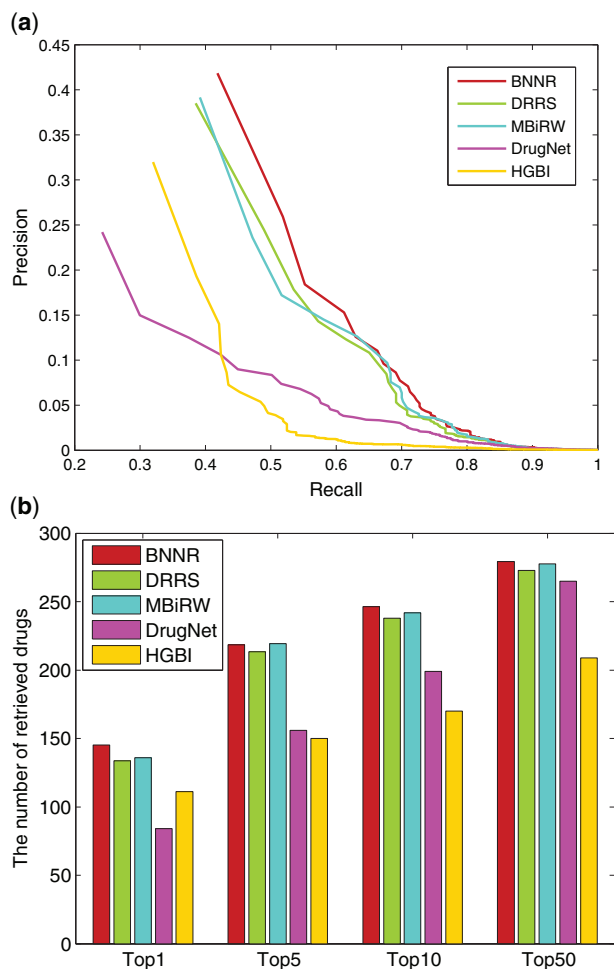 (a)
0.45
0.4
0.35
0.3
0.25
0.2
0.15
0.1
0.05
0
Precision
BNNR
DRRS
MBiRW
DrugNet
HGBI
0.2 0.3 0.4 0.5 0.6 0.7 0.8 0.9 1
Recall
(b)
300
250
200
150
100
50
0
The number of retrieved drugs
BNNR
DRRS
MBiRW
DrugNet
HGBI
Top1 Top5 Top10 Top50